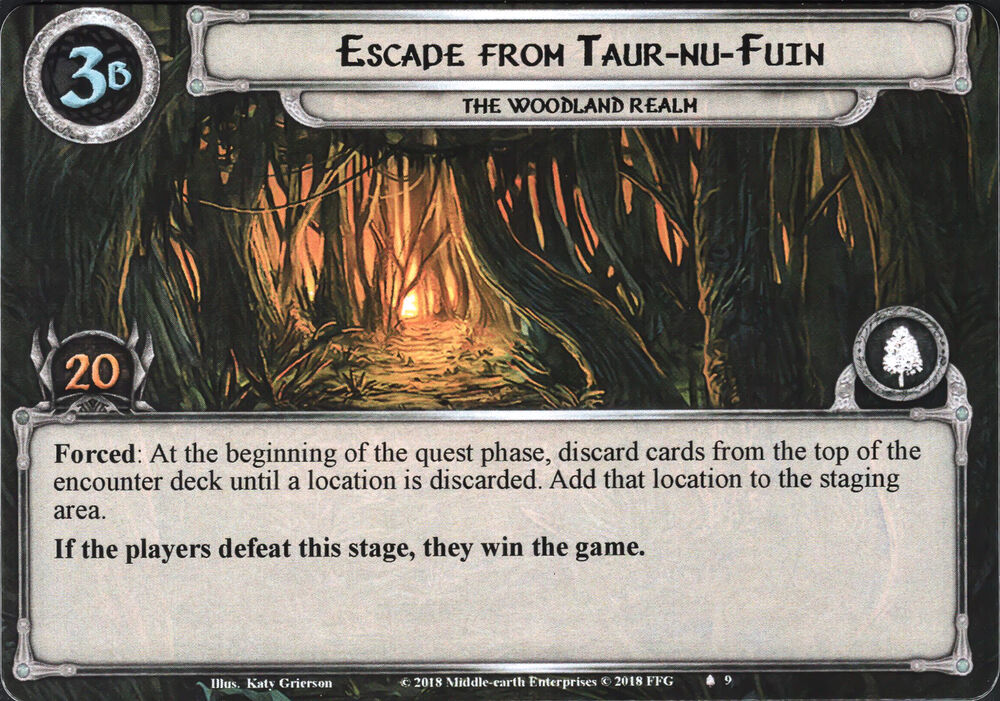 3B
ESCAPE FROM TAUR-NU-FUIN
THE WOODLAND REALM
20
Forced: At the beginning of the quest phase, discard cards from the top of the
encounter deck until a location is discarded. Add that location to the staging
area.
If the players defeat this stage, they win the game.
Illus. Katy Grierson © 2018 Middle-earth Enterprises © 2018 FFG 9